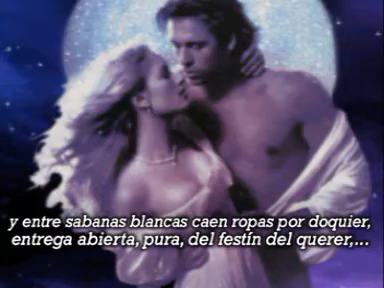 y entre sabanas blancas caen ropas por doquier,
entrega abierta, pura, del festín del querer,...